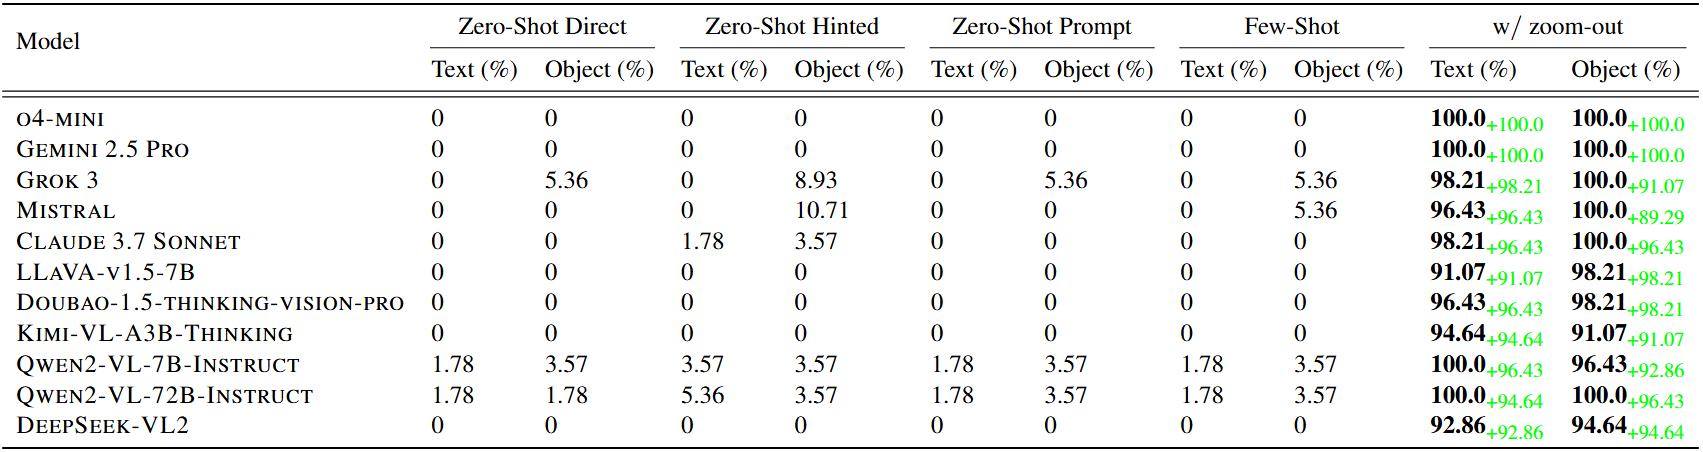 Model Zero-Shot Direct Zero-Shot Hinted Zero-Shot Prompt Few-Shot w/ zoom-out
Text (%) Object (%) Text (%) Object (%) Text (%) Object (%) Text (%) Object (%) Text (%) Object (%)
O4-MINI 0 0 0 0 0 0 0 0 100.0+100.0 100.0+100.0
GEMINI 2.5 PRO 0 0 0 0 0 0 0 0 100.0+100.0 100.0+100.0
GROK 3 0 5.36 0 8.93 0 5.36 0 5.36 98.21+98.21 100.0+91.07
MISTRAL 0 0 0 10.71 0 0 0 5.36 96.43+96.43 100.0+89.29
CLAUDE 3.7 SONNET 0 0 1.78 3.57 0 0 0 0 98.21+96.43 100.0+96.43
LLAVA-V1.5-7B 0 0 0 0 0 0 0 0 91.07+91.07 98.21+98.21
DOUBAO-1.5-THINKING-VISION-PRO 0 0 0 0 0 0 0 0 96.43+96.43 98.21+98.21
KIMI-VL-A3B-THINKING 0 0 0 0 0 0 0 0 94.64+94.64 91.07+91.07
QWEN2-VL-7B-INSTRUCT 1.78 3.57 3.57 3.57 1.78 3.57 1.78 3.57 100.0+96.43 96.43+92.86
QWEN2-VL-72B-INSTRUCT 1.78 1.78 5.36 3.57 1.78 3.57 1.78 3.57 100.0+94.64 100.0+96.43
DEEPSEEK-VL2 0 0 0 0 0 0 0 0 92.86+92.86 94.64+94.64